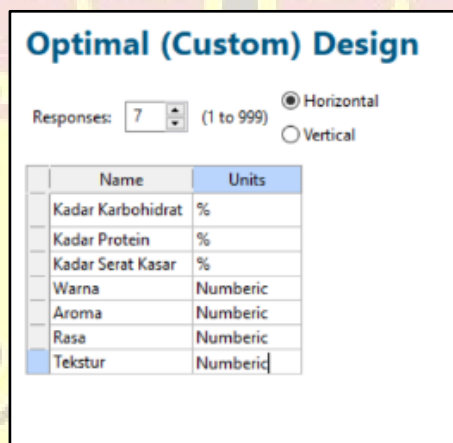 Optimal (Custom) Design
Responses: 7 (1 to 999) Horizontal
Vertical
Name Units
Kadar Karbohidrat %
Kadar Protein %
Kadar Serat Kasar %
Warna Numberic
Aroma Numberic
Rasa Numberic
Tekstur Numberic